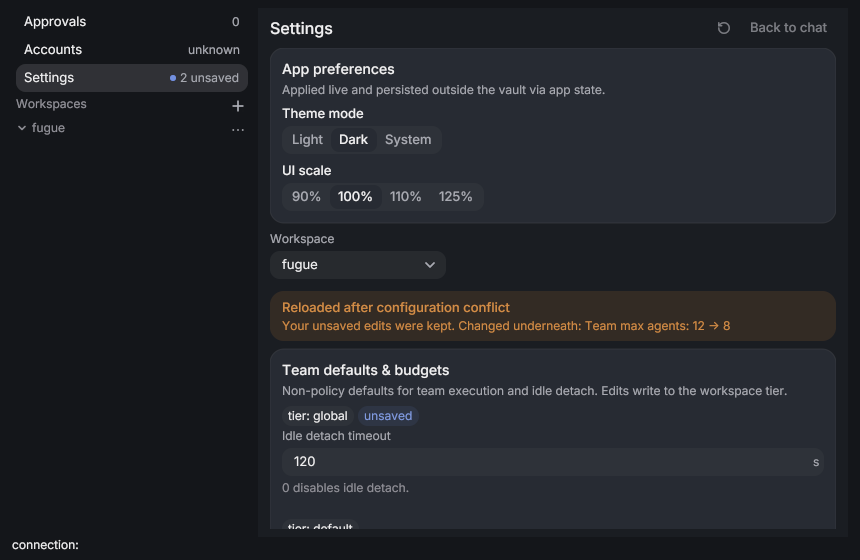 Approvals 0
Accounts unknown
Settings 2 unsaved
Workspaces +
fugue ...
connection:
Settings Back to chat
App preferences
Applied live and persisted outside the vault via app state.
Theme mode
Light Dark System
UI scale
90% 100% 110% 125%
Workspace
fugue
Reloaded after configuration conflict
Your unsaved edits were kept. Changed underneath: Team max agents: 12 → 8
Team defaults & budgets
Non-policy defaults for team execution and idle detach. Edits write to the workspace tier.
tier: global unsaved
Idle detach timeout
120 s
0 disables idle detach.
tier: default